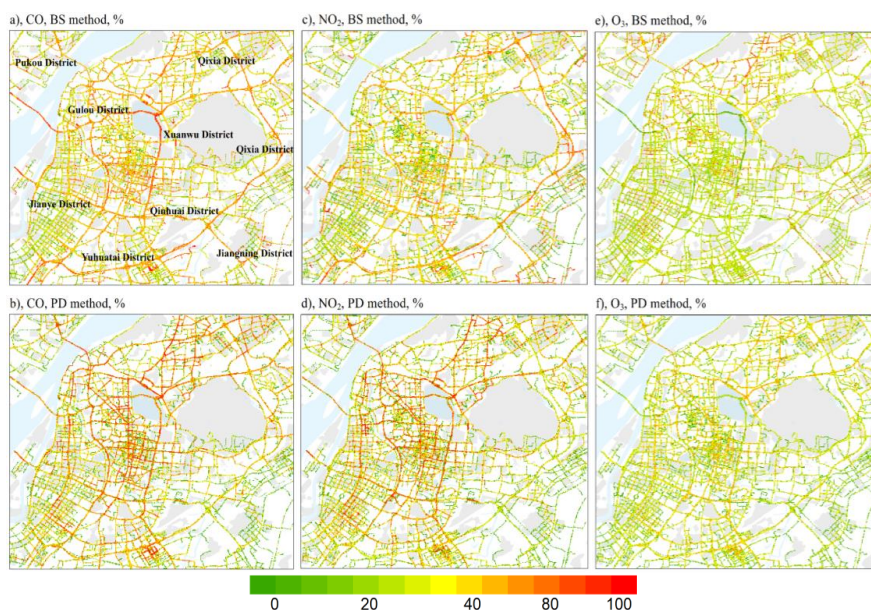 a), CO, BS method, %
c), NO₂, BS method, %
e), O₃, BS method, %
Pukou District
Qixia District
Gulou District
Xuanwu District
Qixia District
Jianye District
Qinhuai District
Yuhuatai District
Jiangning District
b), CO, PD method, %
d), NO₂, PD method, %
f), O₃, PD method, %
0 20 40 80 100